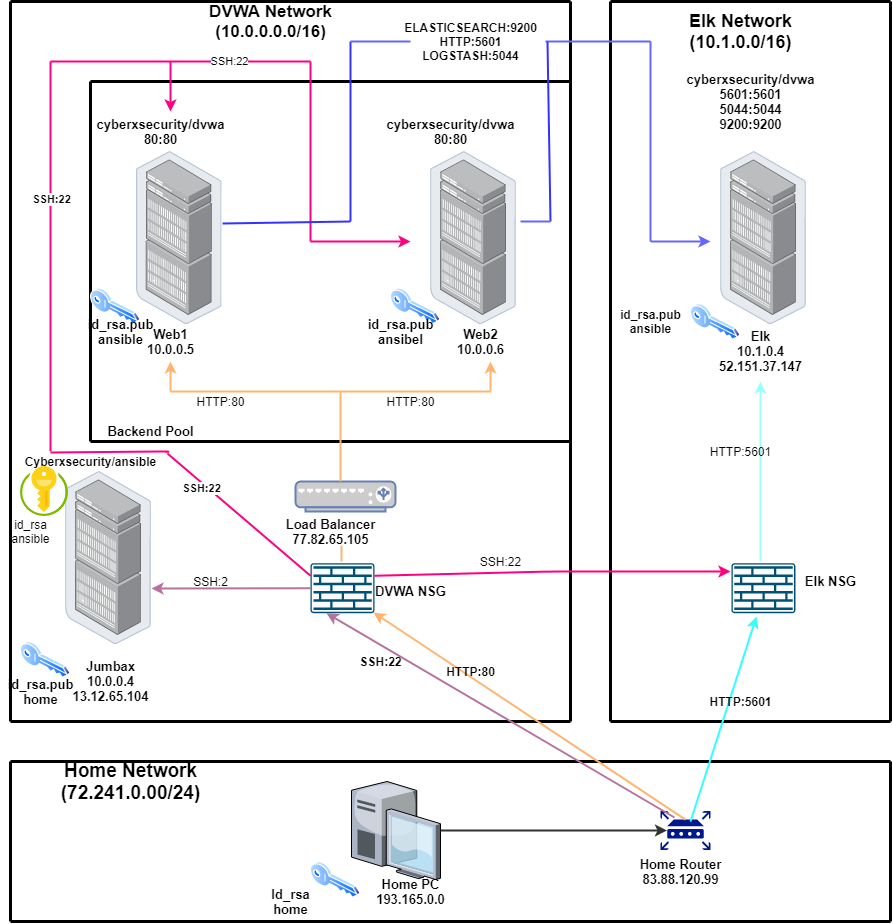 DVWA Network
(10.0.0.0.0/16)
ELASTICSEARCH:9200
HTTP:5601
LOGSTASH:5044
Elk Network
(10.1.0.0/16)
SSH:22
cyberxsecurity/dvwa
5601:5601
5044:5044
9200:9200
cyberxsecurity/dvwa
80:80
cyberxsecurity/dvwa
80:80
SSH:22
id_rsa.pub
ansible
Web1
10.0.0.5
id_rsa.pub
ansibel
Web2
10.0.0.6
id_rsa.pub
ansible
Elk
10.1.0.4
52.151.37.147
HTTP:80
HTTP:80
Backend Pool
HTTP:5601
Cyberxsecurity/ansible
SSH:22
id_rsa
ansible
Load Balancer
77.82.65.105
SSH:22
SSH:2
DVWA NSG
Elk NSG
id_rsa.pub
home
Jumbax
10.0.0.4
13.12.65.104
SSH:22
HTTP:80
HTTP:5601
Home Network
(72.241.0.00/24)
Home Router
83.88.120.99
Home PC
193.165.0.0
Id_rsa
home